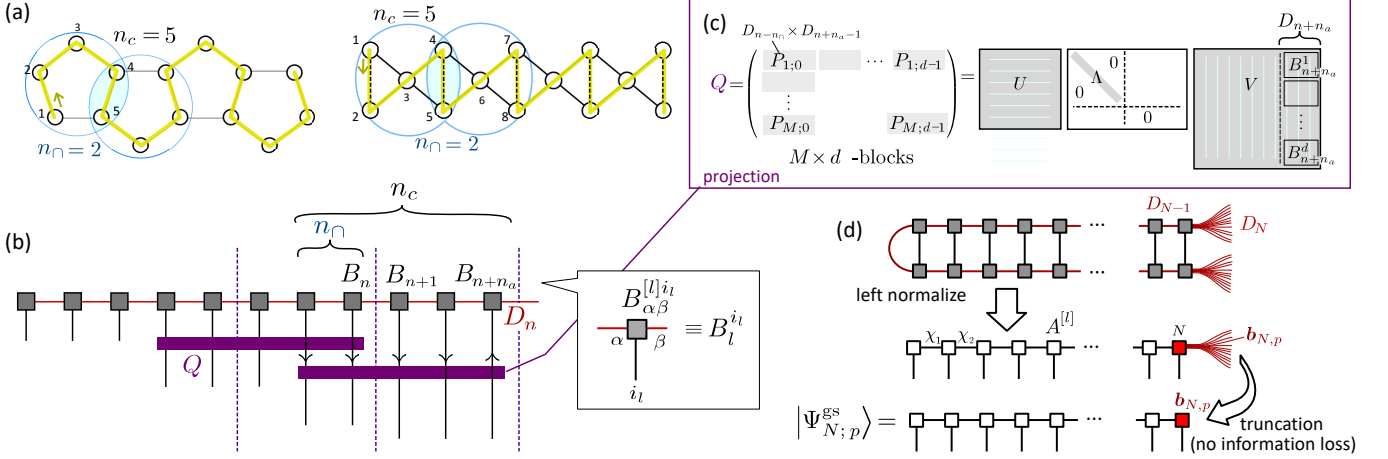 (a)
n_c = 5
3
2
4
1
5
n_∩ = 2
n_c = 5
1
4
7
3
6
2
5
8
n_∩ = 2
(c)
D_{n−n_∩} × D_{n+n_a−1}
D_{n+n_a}
Q = ( P_{1;0} ⋯ P_{1;d−1} ) = U Λ 0 0 0 V B^1_{n+n_a}
⋮ ⋮
P_{M;0} P_{M;d−1} B^d_{n+n_a}
M × d -blocks
projection
(b)
n_c
n_∩
B_n B_{n+1} B_{n+n_a}
D_n
Q
B^{[l]i_l}_{αβ}
≡ B^{i_l}_l
α β
i_l
(d)
D_{N−1}
D_N
⋯
⋯
left normalize
A^{[l]}
χ_1 χ_2
N
b_{N,p}
⋯
b_{N,p}
|Ψ^{gs}_{N; p}⟩ = ⋯
truncation
(no information loss)